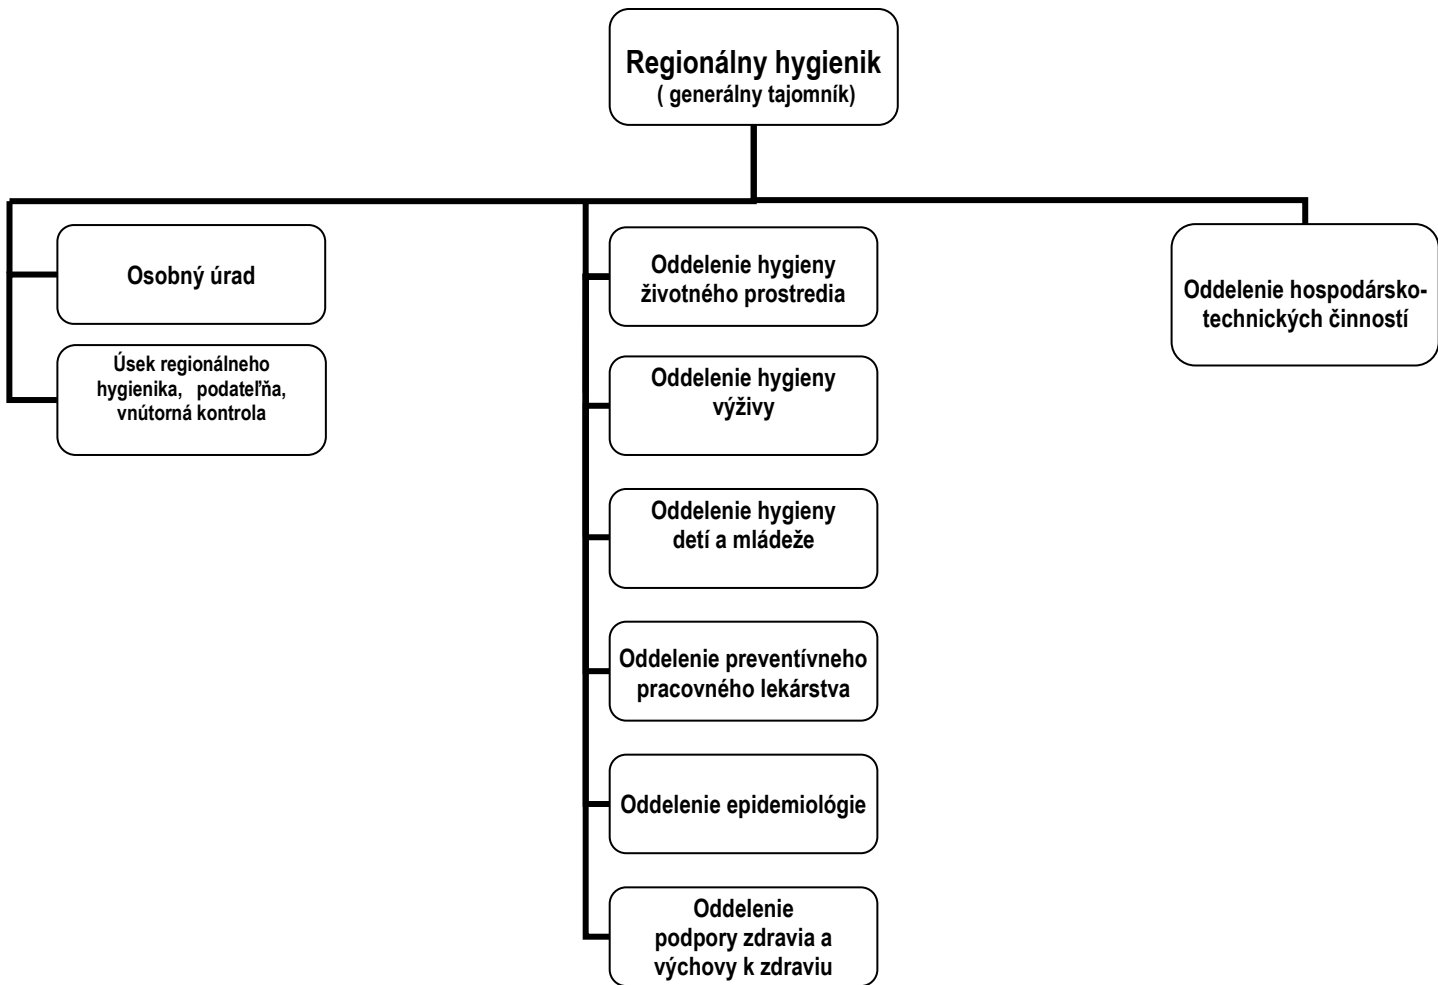 Regionálny hygienik
( generálny tajomník)
Osobný úrad
Úsek regionálneho
hygienika, podateľňa,
vnútorná kontrola
Oddelenie hygieny
životného prostredia
Oddelenie hygieny
výživy
Oddelenie hygieny
detí a mládeže
Oddelenie preventívneho
pracovného lekárstva
Oddelenie epidemiológie
Oddelenie
podpory zdravia a
výchovy k zdraviu
Oddelenie hospodársko-
technických činností